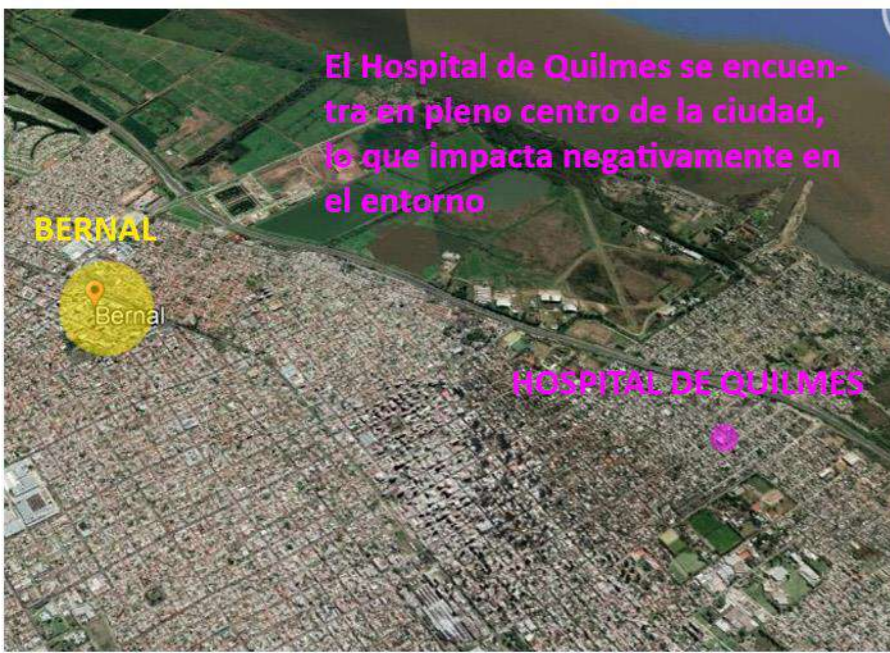 El Hospital de Quilmes se encuen-
tra en pleno centro de la ciudad,
lo que impacta negativamente en
el entorno
BERNAL
Bernal
HOSPITAL DE QUILMES